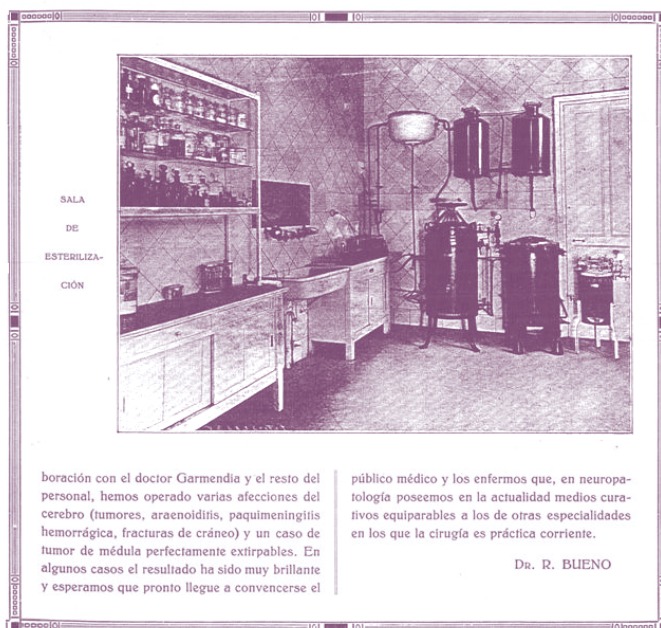 SALA
DE
ESTERILIZA-
CIÓN
boración con el doctor Garmendia y el resto del
personal, hemos operado varias afecciones del
cerebro (tumores, araenoiditis, paquimeningitis
hemorrágica, fracturas de cráneo) y un caso de
tumor de médula perfectamente extirpables. En
algunos casos el resultado ha sido muy brillante
y esperamos que pronto llegue a convencerse el
público médico y los enfermos que, en neuropa-
tología poseemos en la actualidad medios cura-
tivos equiparables a los de otras especialidades
en los que la cirugía es práctica corriente.
DR. R. BUENO